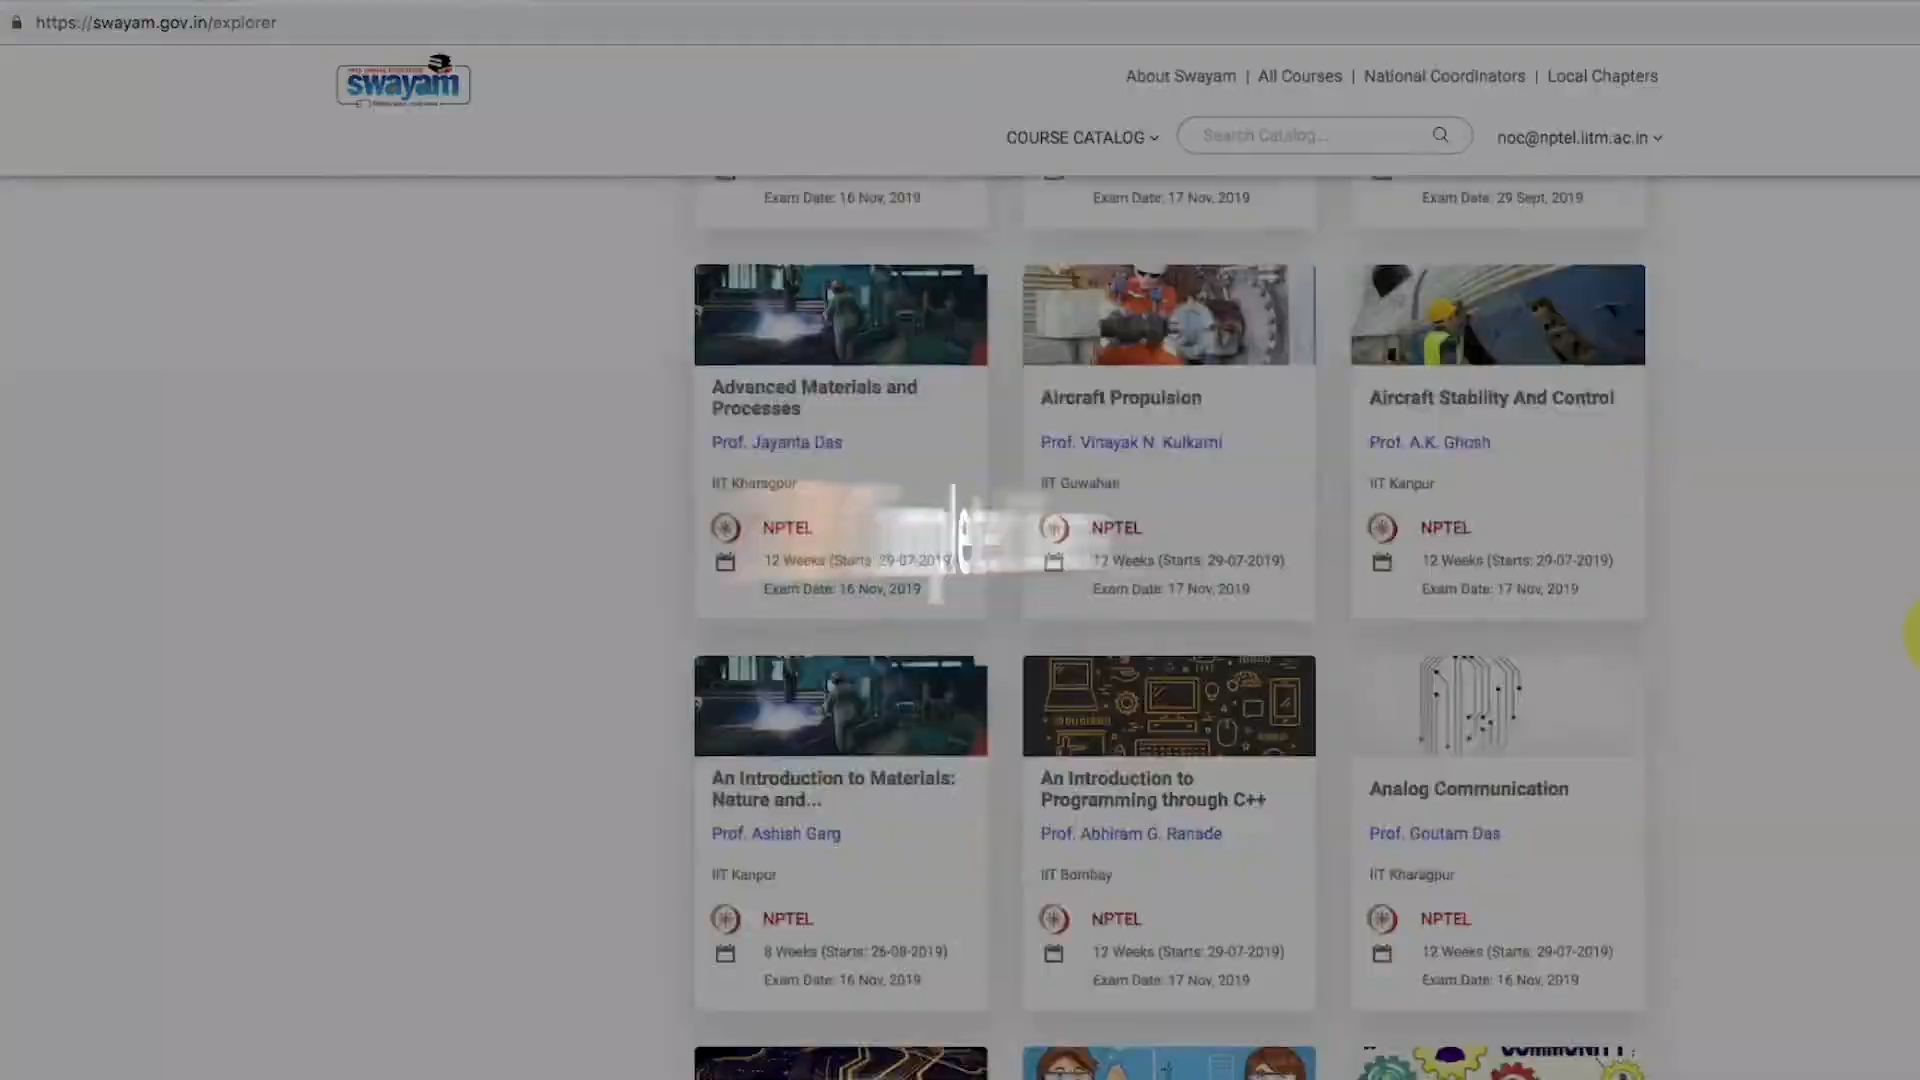 https://swayam.gov.in/explorer
swayam
About Swayam | All Courses | National Coordinators | Local Chapters
COURSE CATALOG
Search Catalog...
noc@nptel.iitm.ac.in
Exam Date: 16 Nov, 2019
Exam Date: 17 Nov, 2019
Exam Date: 29 Sept, 2019
Advanced Materials and
Processes
Prof. Jayanta Das
IIT Kharagpur
NPTEL
12 Weeks (Starts: 29-07-2019)
Exam Date: 16 Nov, 2019
Aircraft Propulsion
Prof. Vinayak N. Kulkarni
IIT Guwahati
NPTEL
12 Weeks (Starts: 29-07-2019)
Exam Date: 17 Nov, 2019
Aircraft Stability And Control
Prof. A.K. Ghosh
IIT Kanpur
NPTEL
12 Weeks (Starts: 29-07-2019)
Exam Date: 17 Nov, 2019
An Introduction to Materials:
Nature and...
Prof. Ashish Garg
IIT Kanpur
NPTEL
8 Weeks (Starts: 26-08-2019)
Exam Date: 16 Nov, 2019
An Introduction to
Programming through C++
Prof. Abhiram G. Ranade
IIT Bombay
NPTEL
12 Weeks (Starts: 29-07-2019)
Exam Date: 17 Nov, 2019
Analog Communication
Prof. Goutam Das
IIT Kharagpur
NPTEL
12 Weeks (Starts: 29-07-2019)
Exam Date: 16 Nov, 2019
COMMUNITY